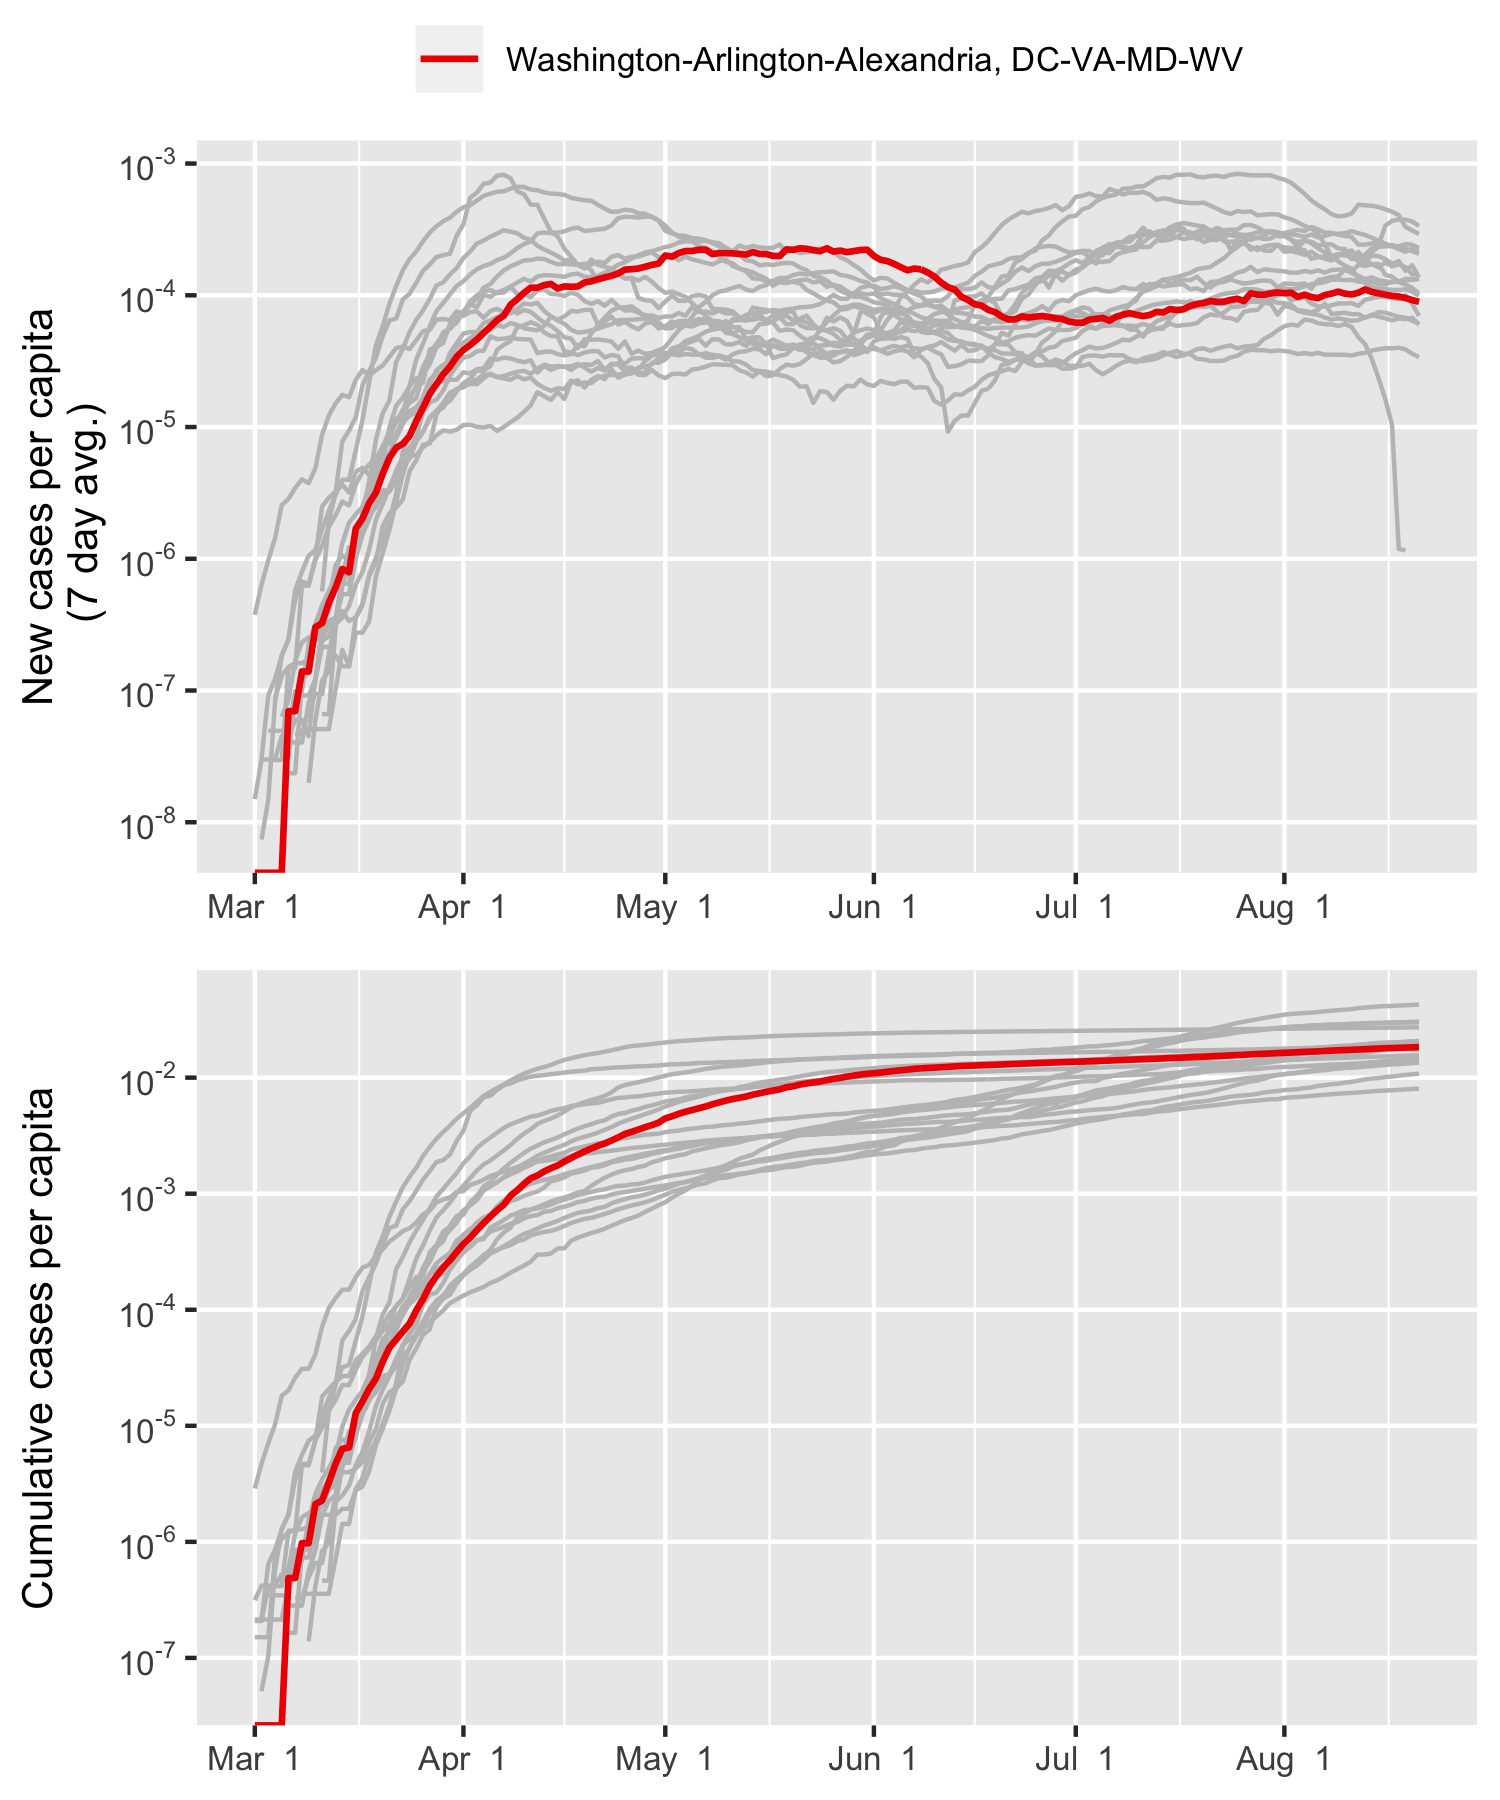 Washington-Arlington-Alexandria, DC-VA-MD-WV
New cases per capita
(7 day avg.)
10-3
10-4
10-5
10-6
10-7
10-8
Mar 1
Apr 1
May 1
Jun 1
Jul 1
Aug 1
Cumulative cases per capita
10-2
10-3
10-4
10-5
10-6
10-7
Mar 1
Apr 1
May 1
Jun 1
Jul 1
Aug 1